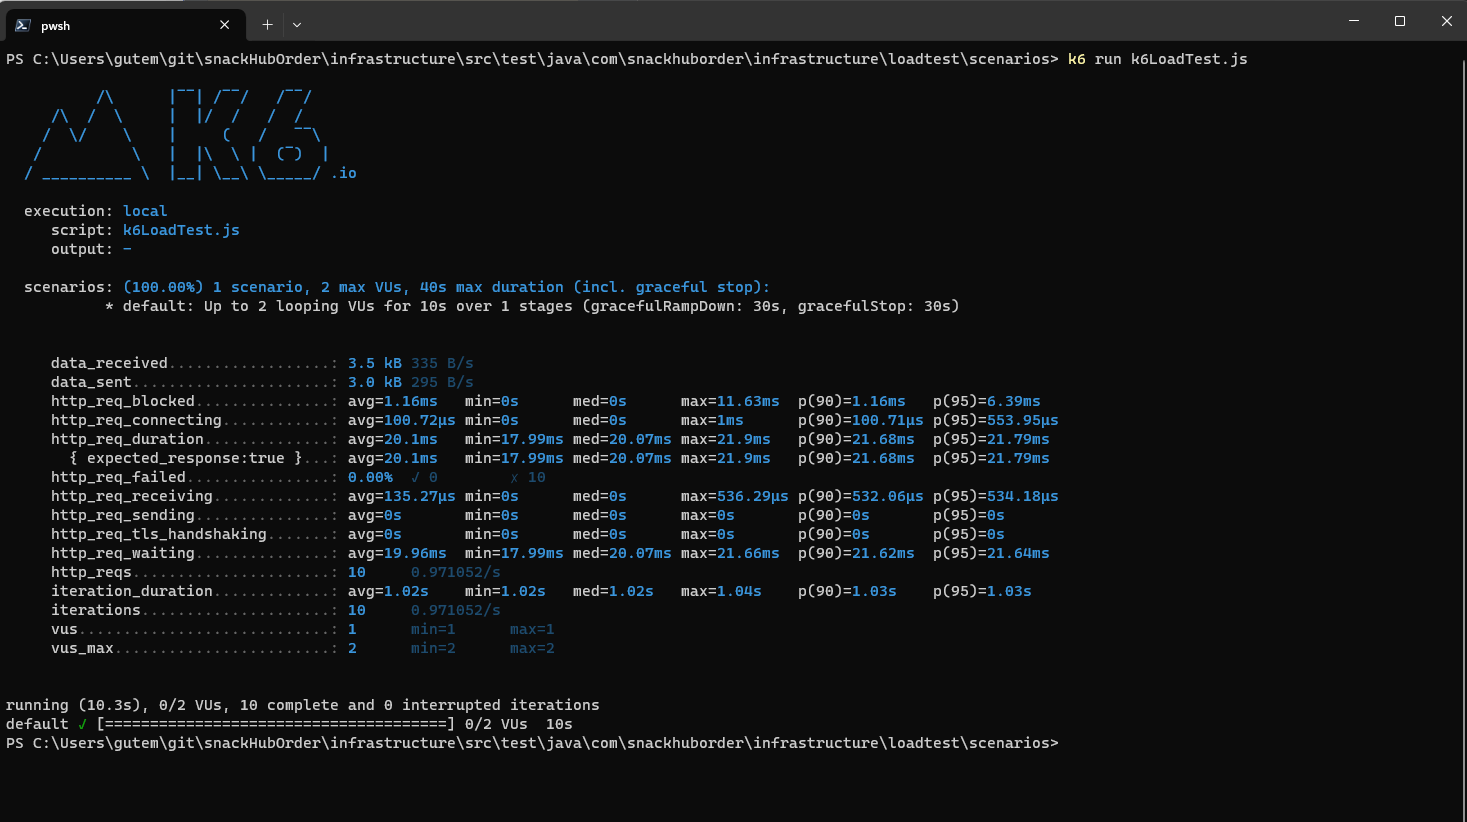 pwsh
PS C:\Users\gutem\git\snackHubOrder\infrastructure\src\test\java\com\snackhuborder\infrastructure\loadtest\scenarios> k6 run k6LoadTest.js
          /\      |‾‾| /‾‾/   /‾‾/
     /\  /  \     |  |/  /   /  /
    /  \/    \    |     (   /   ‾‾\
   /          \   |  |\  \ |  (‾)  |
  / __________ \  |__| \__\ \_____/ .io
execution: local
script: k6LoadTest.js
output: -
scenarios: (100.00%) 1 scenario, 2 max VUs, 40s max duration (incl. graceful stop):
* default: Up to 2 looping VUs for 10s over 1 stages (gracefulRampDown: 30s, gracefulStop: 30s)
data_received..................: 3.5 kB 335 B/s
data_sent......................: 3.0 kB 295 B/s
http_req_blocked...............: avg=1.16ms   min=0s      med=0s      max=11.63ms  p(90)=1.16ms   p(95)=6.39ms
http_req_connecting............: avg=100.72µs min=0s      med=0s      max=1ms      p(90)=100.71µs p(95)=553.95µs
http_req_duration..............: avg=20.1ms   min=17.99ms med=20.07ms max=21.9ms   p(90)=21.68ms  p(95)=21.79ms
{ expected_response:true }...: avg=20.1ms   min=17.99ms med=20.07ms max=21.9ms   p(90)=21.68ms  p(95)=21.79ms
http_req_failed................: 0.00%  ✓ 0        ✗ 10
http_req_receiving.............: avg=135.27µs min=0s      med=0s      max=536.29µs p(90)=532.06µs p(95)=534.18µs
http_req_sending...............: avg=0s       min=0s      med=0s      max=0s       p(90)=0s       p(95)=0s
http_req_tls_handshaking.......: avg=0s       min=0s      med=0s      max=0s       p(90)=0s       p(95)=0s
http_req_waiting...............: avg=19.96ms  min=17.99ms med=20.07ms max=21.66ms  p(90)=21.62ms  p(95)=21.64ms
http_reqs......................: 10     0.971052/s
iteration_duration.............: avg=1.02s    min=1.02s   med=1.02s   max=1.04s    p(90)=1.03s    p(95)=1.03s
iterations.....................: 10     0.971052/s
vus............................: 1      min=1      max=1
vus_max........................: 2      min=2      max=2
running (10.3s), 0/2 VUs, 10 complete and 0 interrupted iterations
default ✓ [======================================] 0/2 VUs  10s
PS C:\Users\gutem\git\snackHubOrder\infrastructure\src\test\java\com\snackhuborder\infrastructure\loadtest\scenarios>